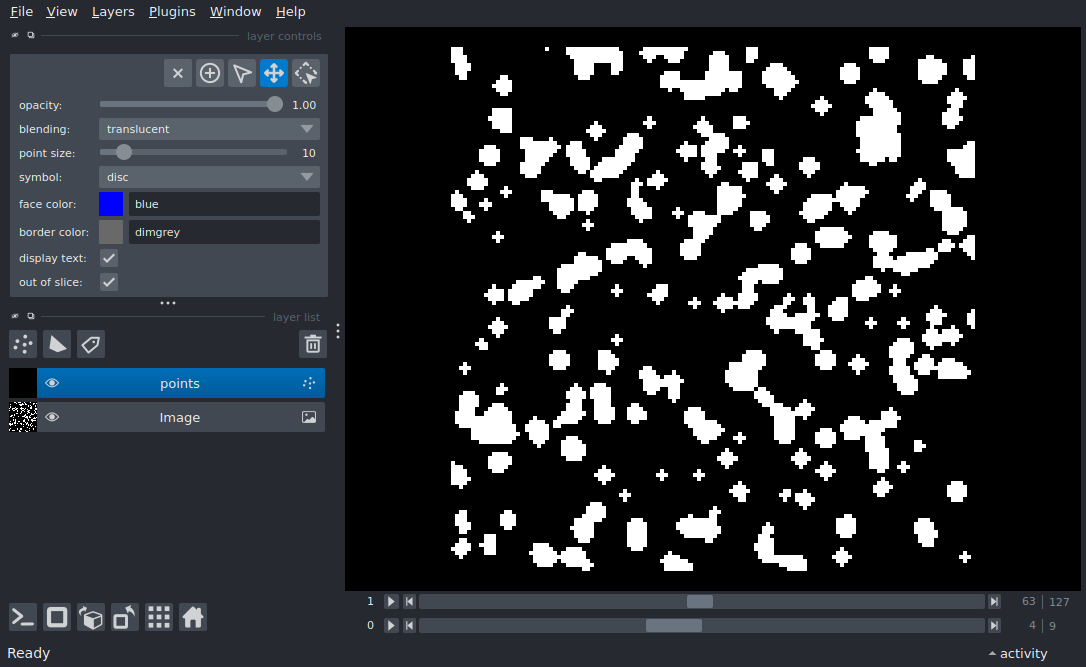 File View Layers Plugins Window Help
layer controls
opacity: 1.00
blending: translucent
point size: 10
symbol: disc
face color: blue
border color: dimgrey
display text:
out of slice:
layer list
points
Image
1 63 127
0 4 9
Ready
activity